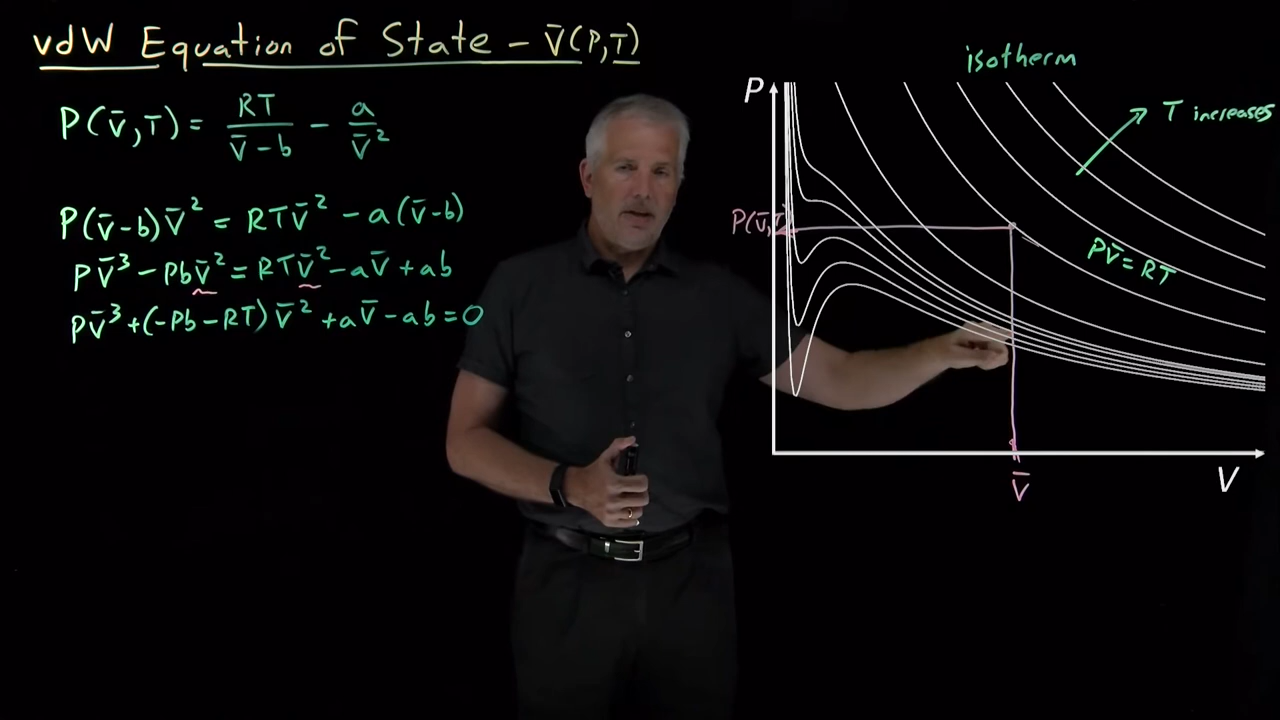 vdW Equation of State - V̄(P,T)
P(V̄,T) = RT/(V̄-b) - a/V̄²
P(V̄-b)V̄² = RTV̄² - a(V̄-b)
PV̄³ - PbV̄² = RTV̄² - aV̄ + ab
PV̄³ + (-Pb - RT)V̄² + aV̄ - ab = 0
isotherm
P
T increases
P(V̄,T)
PV̄ = RT
V̄
V